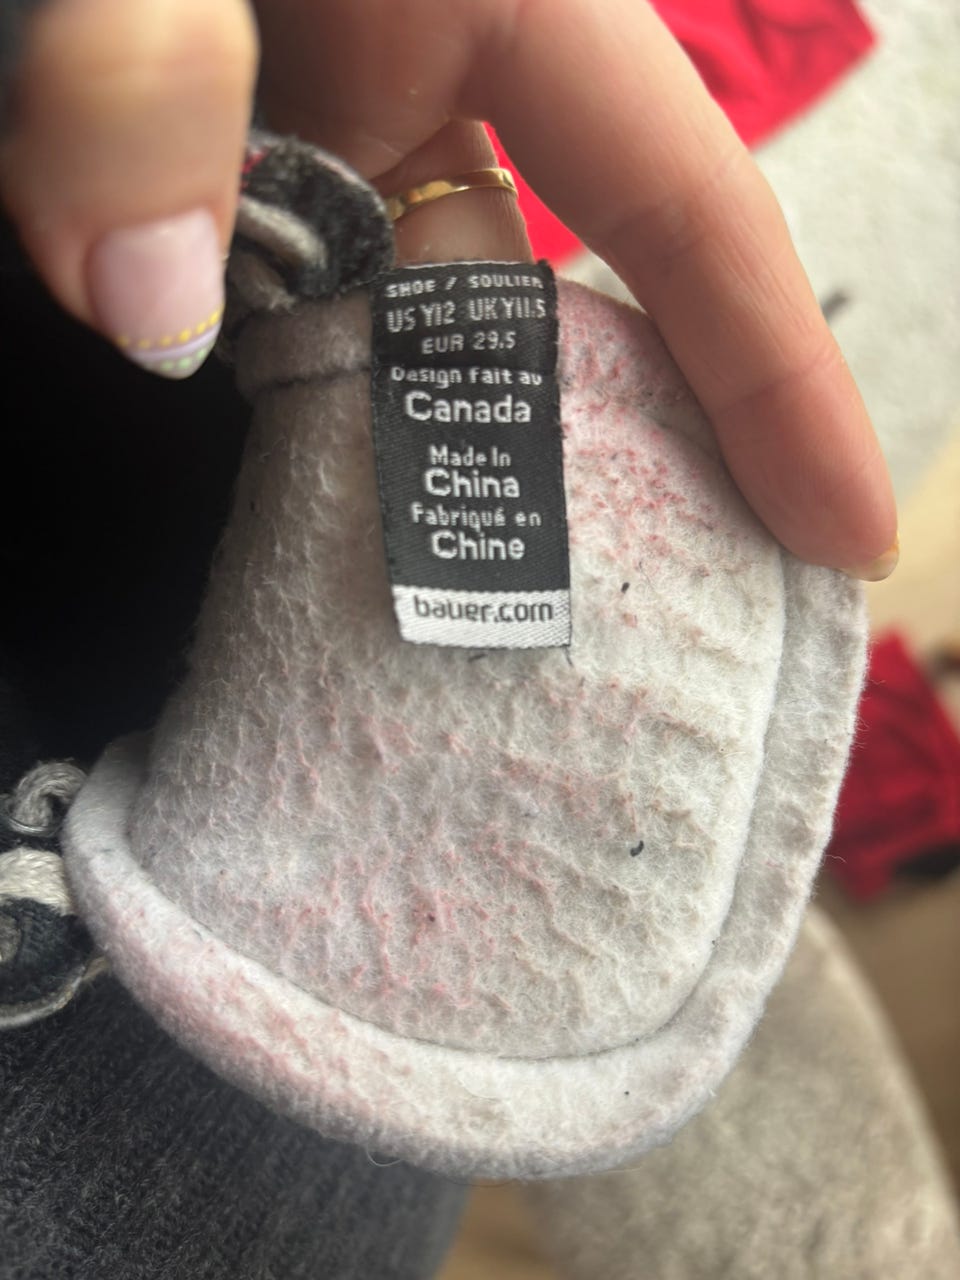 SHOE / SOULIER
US Y12 UK Y11.5
EUR 29.5
Design fait au
Canada
Made In
China
Fabriqué en
Chine
bauer.com